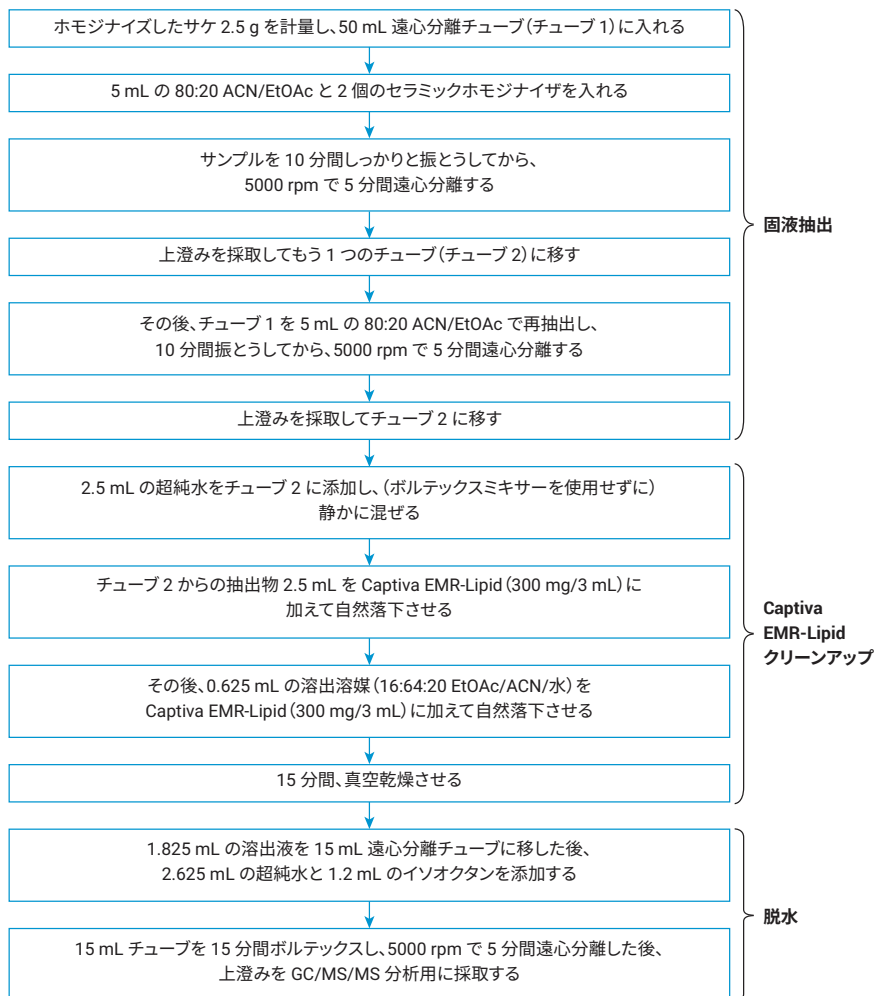 ホモジナイズしたサケ 2.5 g を計量し、50 mL 遠心分離チューブ（チューブ 1）に入れる
5 mL の 80:20 ACN/EtOAc と 2 個のセラミックホモジナイザを入れる
サンプルを 10 分間しっかりと振とうしてから、
5000 rpm で 5 分間遠心分離する
上澄みを採取してもう 1 つのチューブ（チューブ 2）に移す
その後、チューブ 1 を 5 mL の 80:20 ACN/EtOAc で再抽出し、
10 分間振とうしてから、5000 rpm で 5 分間遠心分離する
上澄みを採取してチューブ 2 に移す
固液抽出
2.5 mL の超純水をチューブ 2 に添加し、（ボルテックスミキサーを使用せずに）
静かに混ぜる
チューブ 2 からの抽出物 2.5 mL を Captiva EMR-Lipid（300 mg/3 mL）に
加えて自然落下させる
その後、0.625 mL の溶出溶媒（16:64:20 EtOAc/ACN/水）を
Captiva EMR-Lipid（300 mg/3 mL）に加えて自然落下させる
15 分間、真空乾燥させる
Captiva
EMR-Lipid
クリーンアップ
1.825 mL の溶出液を 15 mL 遠心分離チューブに移した後、
2.625 mL の超純水と 1.2 mL のイソオクタンを添加する
15 mL チューブを 15 分間ボルテックスし、5000 rpm で 5 分間遠心分離した後、
上澄みを GC/MS/MS 分析用に採取する
脱水